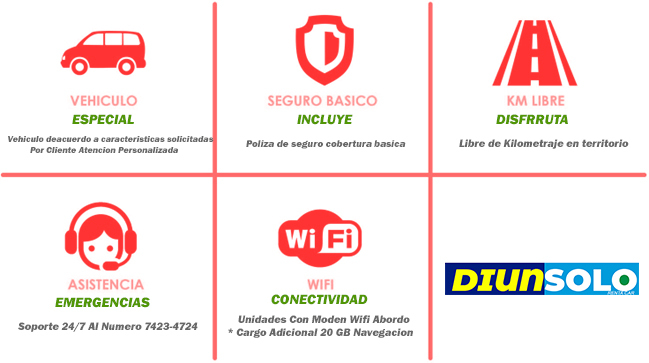 VEHICULO
ESPECIAL
Vehiculo deacuerdo a caracteristicas solicitadas
Por Cliente Atencion Personalizada
SEGURO BASICO
INCLUYE
Poliza de seguro cobertura basica
KM LIBRE
DISFRRUTA
Libre de Kilometraje en territorio
ASISTENCIA
EMERGENCIAS
Soporte 24/7 Al Numero 7423-4724
WiFi
WIFI
CONECTIVIDAD
Unidades Con Moden Wifi Abordo
* Cargo Adicional 20 GB Navegacion
DIUNSOLO